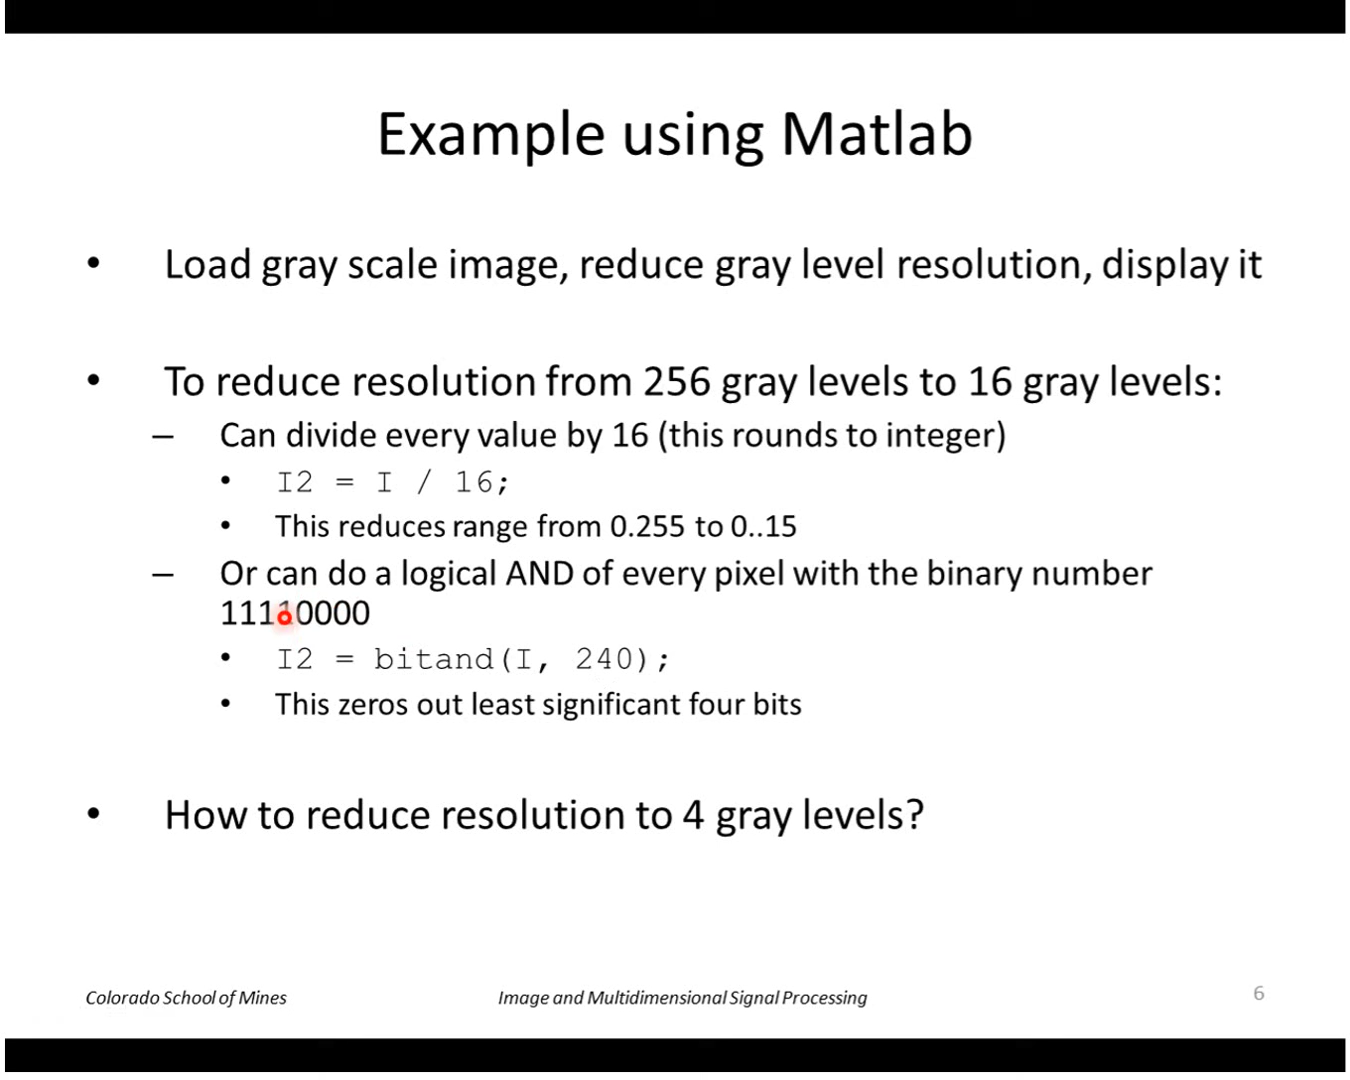 Example using Matlab
• Load gray scale image, reduce gray level resolution, display it
• To reduce resolution from 256 gray levels to 16 gray levels:
– Can divide every value by 16 (this rounds to integer)
• I2 = I / 16;
• This reduces range from 0.255 to 0..15
– Or can do a logical AND of every pixel with the binary number
11110000
• I2 = bitand(I, 240);
• This zeros out least significant four bits
• How to reduce resolution to 4 gray levels?
Colorado School of Mines Image and Multidimensional Signal Processing 6